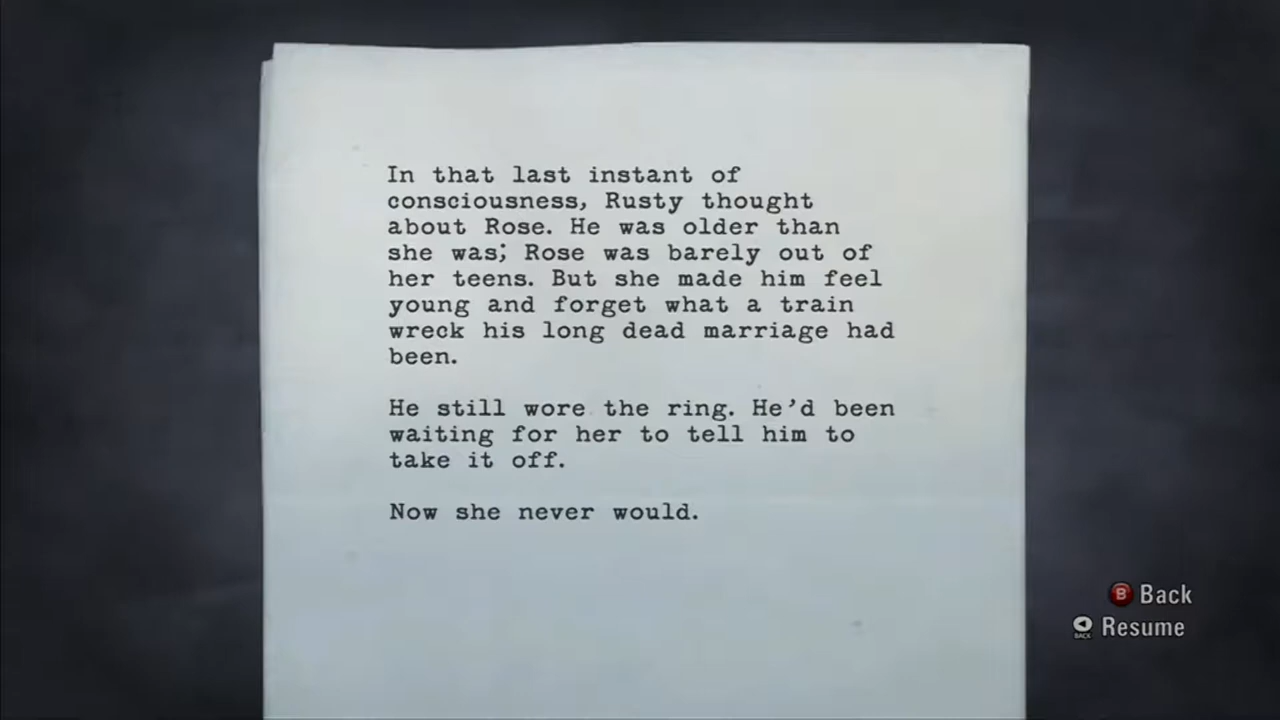 In that last instant of
consciousness, Rusty thought
about Rose. He was older than
she was; Rose was barely out of
her teens. But she made him feel
young and forget what a train
wreck his long dead marriage had
been.
He still wore the ring. He’d been
waiting for her to tell him to
take it off.
Now she never would.
B Back
BACK Resume